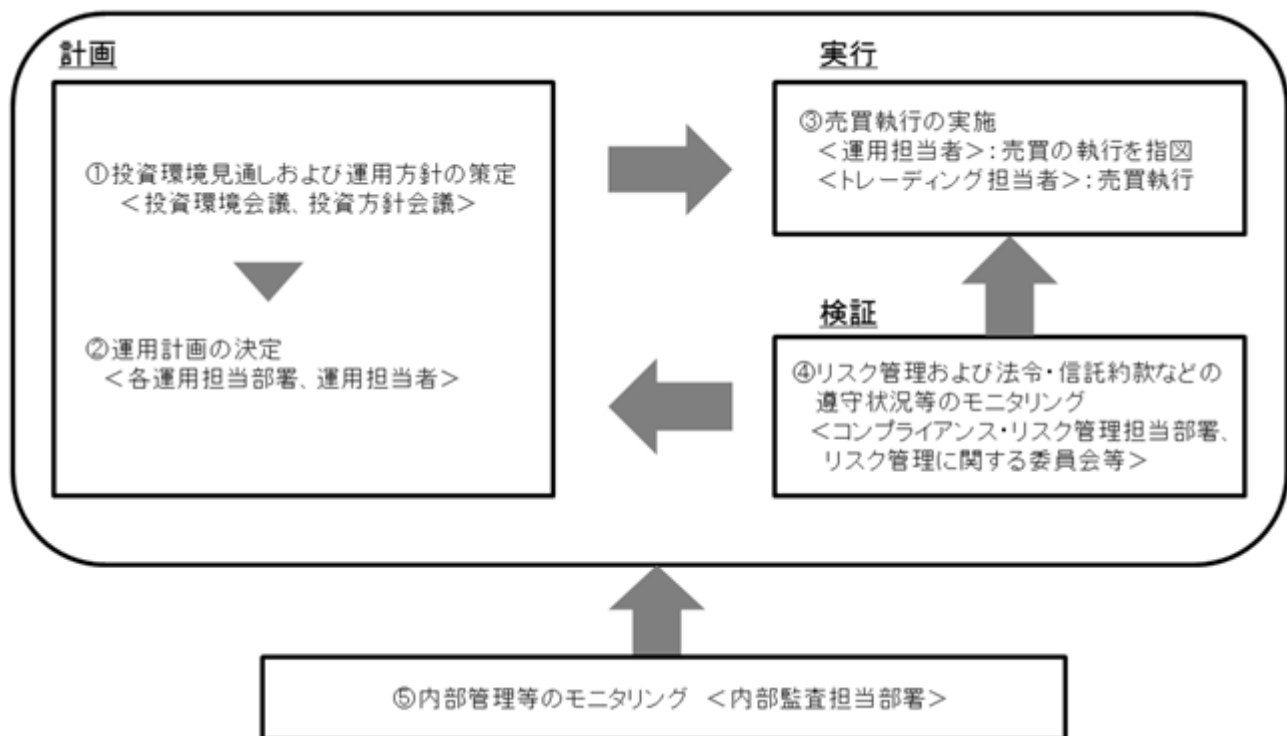 計画
①投資環境見通しおよび運用方針の策定
＜投資環境会議、投資方針会議＞
②運用計画の決定
＜各運用担当部署、運用担当者＞
実行
③売買執行の実施
＜運用担当者＞：売買の執行を指図
＜トレーディング担当者＞：売買執行
検証
④リスク管理および法令・信託約款などの
遵守状況等のモニタリング
＜コンプライアンス・リスク管理担当部署、
リスク管理に関する委員会等＞
⑤内部管理等のモニタリング ＜内部監査担当部署＞